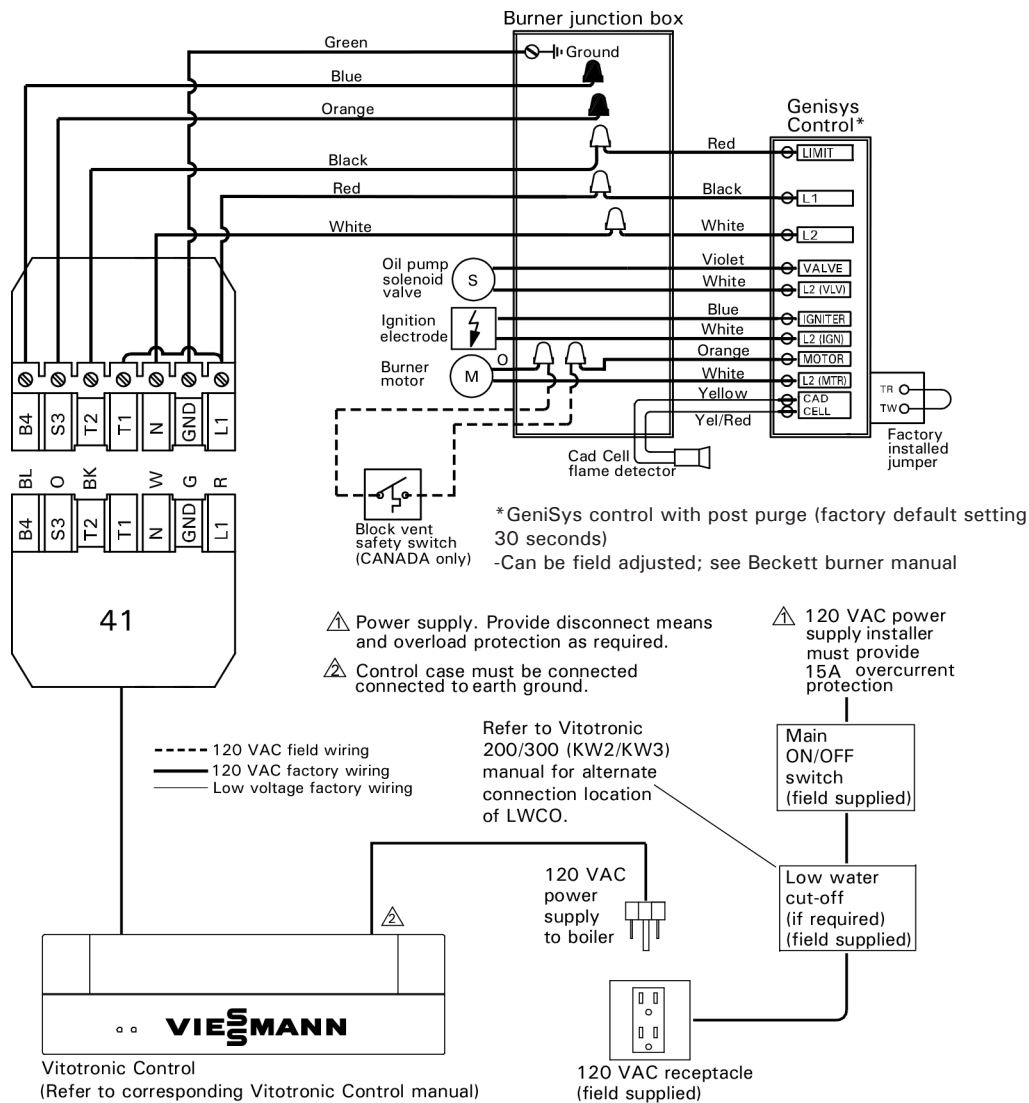 Burner junction box
Green
Ground
Blue
Orange
Genisys
Control*
Black
Red
LIMIT
Red
Black
L1
White
White
L2
Oil pump
solenoid
valve
S
Violet
VALVE
White
L2 (VLV)
Ignition
electrode
Blue
IGNITER
White
L2 (IGN)
Burner
motor
M
O
Orange
MOTOR
White
L2 (MTR)
Yellow
CAD
CELL
Yel/Red
TR
TW
Factory
installed
jumper
Cad Cell
flame detector
B4 S3 T2 T1 N GND L1
BL O BK W G R
B4 S3 T2 T1 N GND L1
Block vent
safety switch
(CANADA only)
*GeniSys control with post purge (factory default setting
30 seconds)
-Can be field adjusted; see Beckett burner manual
41
1 Power supply. Provide disconnect means
and overload protection as required.
2 Control case must be connected
connected to earth ground.
1 120 VAC power
supply installer
must provide
15A overcurrent
protection
120 VAC field wiring
120 VAC factory wiring
Low voltage factory wiring
Refer to Vitotronic
200/300 (KW2/KW3)
manual for alternate
connection location
of LWCO.
Main
ON/OFF
switch
(field supplied)
120 VAC
power
supply
to boiler
Low water
cut-off
(if required)
(field supplied)
2
VIESSMANN
Vitotronic Control
(Refer to corresponding Vitotronic Control manual)
120 VAC receptacle
(field supplied)